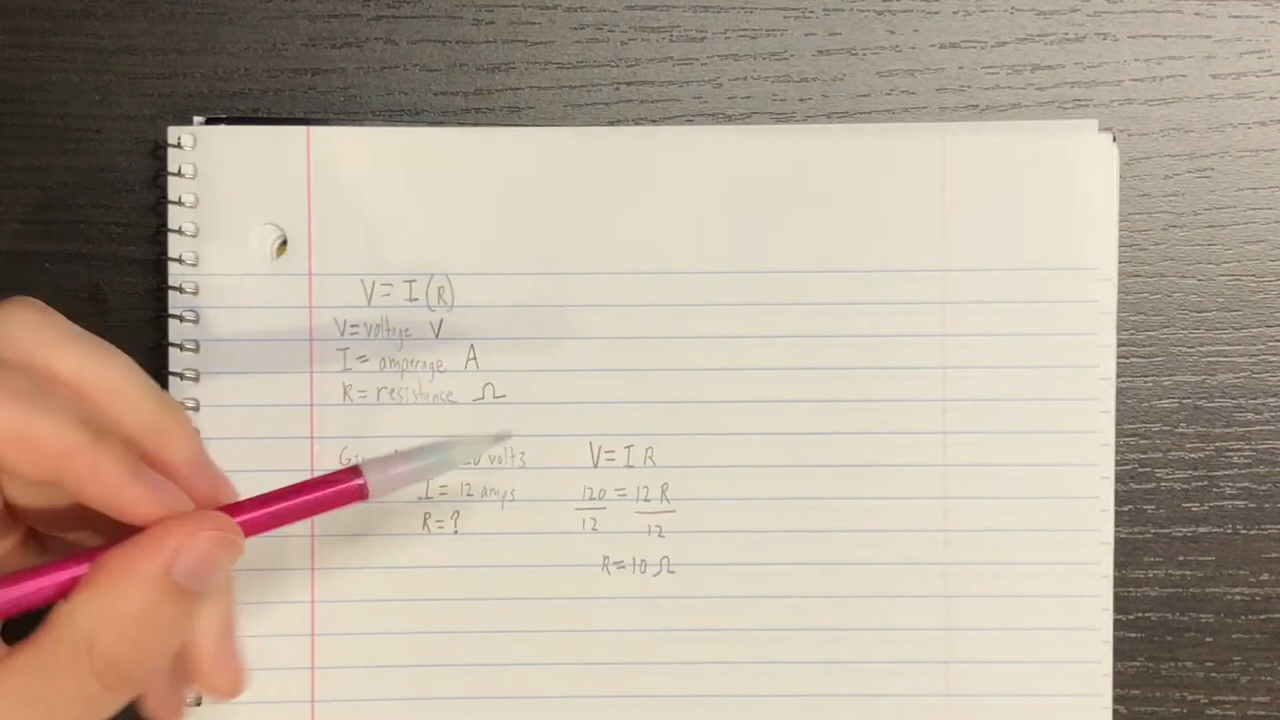 V = I (R)
V = voltage V
I = amperage A
R = resistance Ω
volts
I = 12 amps
R = ?
V = I R
120 = 12 R
12 12
R = 10 Ω